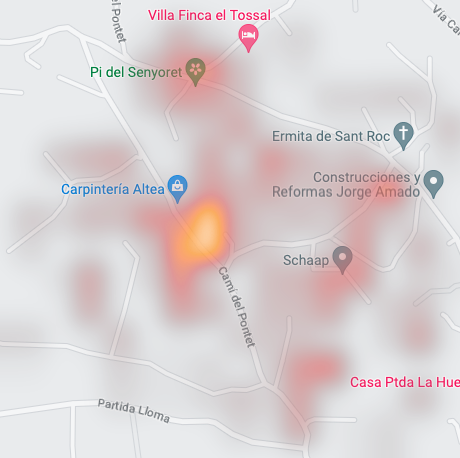 del Pontet
Villa Finca el Tossal
Via Ca
Pi del Senyoret
Ermita de Sant Roc
Construcciones y
Reformas Jorge Amado
Carpintería Altea
Schaap
Camí del Pontet
Casa Ptda La Hue
Partida Lloma